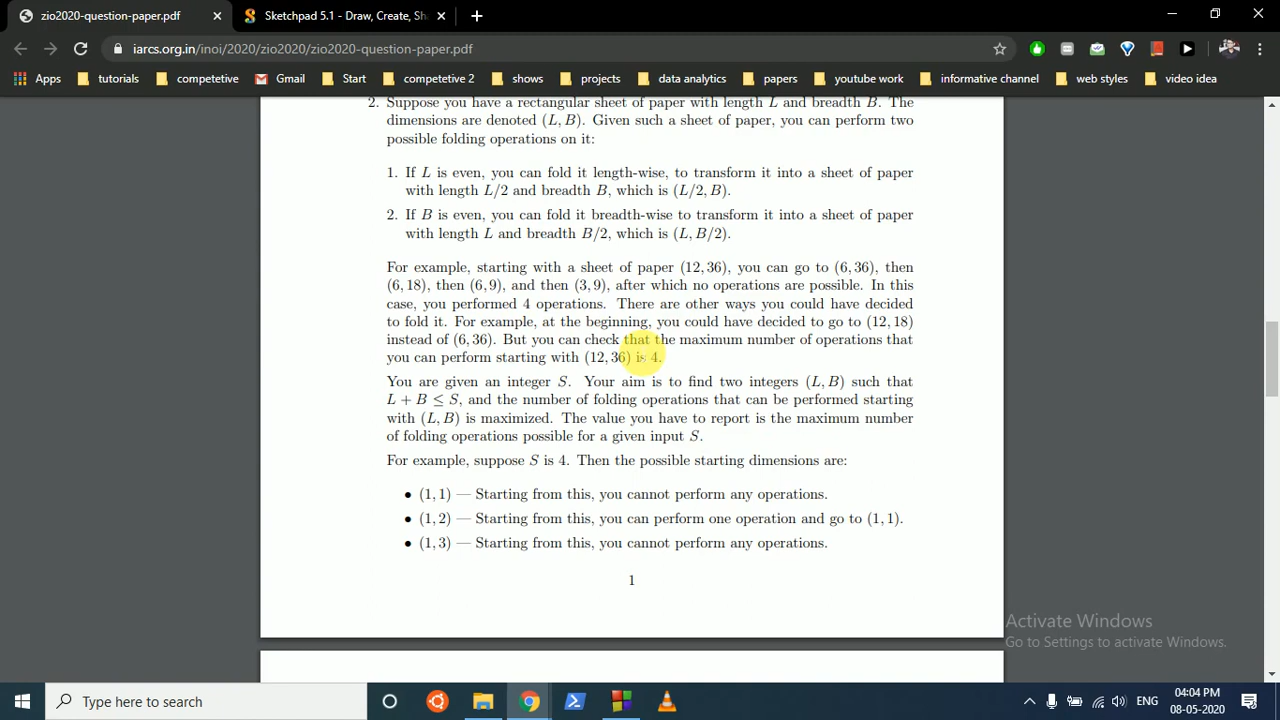 zio2020-question-paper.pdf
Sketchpad 5.1 - Draw, Create, Sha
iarcs.org.in/inoi/2020/zio2020/zio2020-question-paper.pdf
Apps tutorials competetive Gmail Start competetive 2 shows projects data analytics papers youtube work informative channel web styles video idea
2. Suppose you have a rectangular sheet of paper with length L and breadth B. The
dimensions are denoted (L, B). Given such a sheet of paper, you can perform two
possible folding operations on it:
1. If L is even, you can fold it length-wise, to transform it into a sheet of paper
with length L/2 and breadth B, which is (L/2, B).
2. If B is even, you can fold it breadth-wise to transform it into a sheet of paper
with length L and breadth B/2, which is (L, B/2).
For example, starting with a sheet of paper (12, 36), you can go to (6, 36), then
(6, 18), then (6, 9), and then (3, 9), after which no operations are possible. In this
case, you performed 4 operations. There are other ways you could have decided
to fold it. For example, at the beginning, you could have decided to go to (12, 18)
instead of (6, 36). But you can check that the maximum number of operations that
you can perform starting with (12, 36) is 4.
You are given an integer S. Your aim is to find two integers (L, B) such that
L + B ≤ S, and the number of folding operations that can be performed starting
with (L, B) is maximized. The value you have to report is the maximum number
of folding operations possible for a given input S.
For example, suppose S is 4. Then the possible starting dimensions are:
• (1, 1) — Starting from this, you cannot perform any operations.
• (1, 2) — Starting from this, you can perform one operation and go to (1, 1).
• (1, 3) — Starting from this, you cannot perform any operations.
1
Activate Windows
Go to Settings to activate Windows.
Type here to search
ENG
04:04 PM
08-05-2020